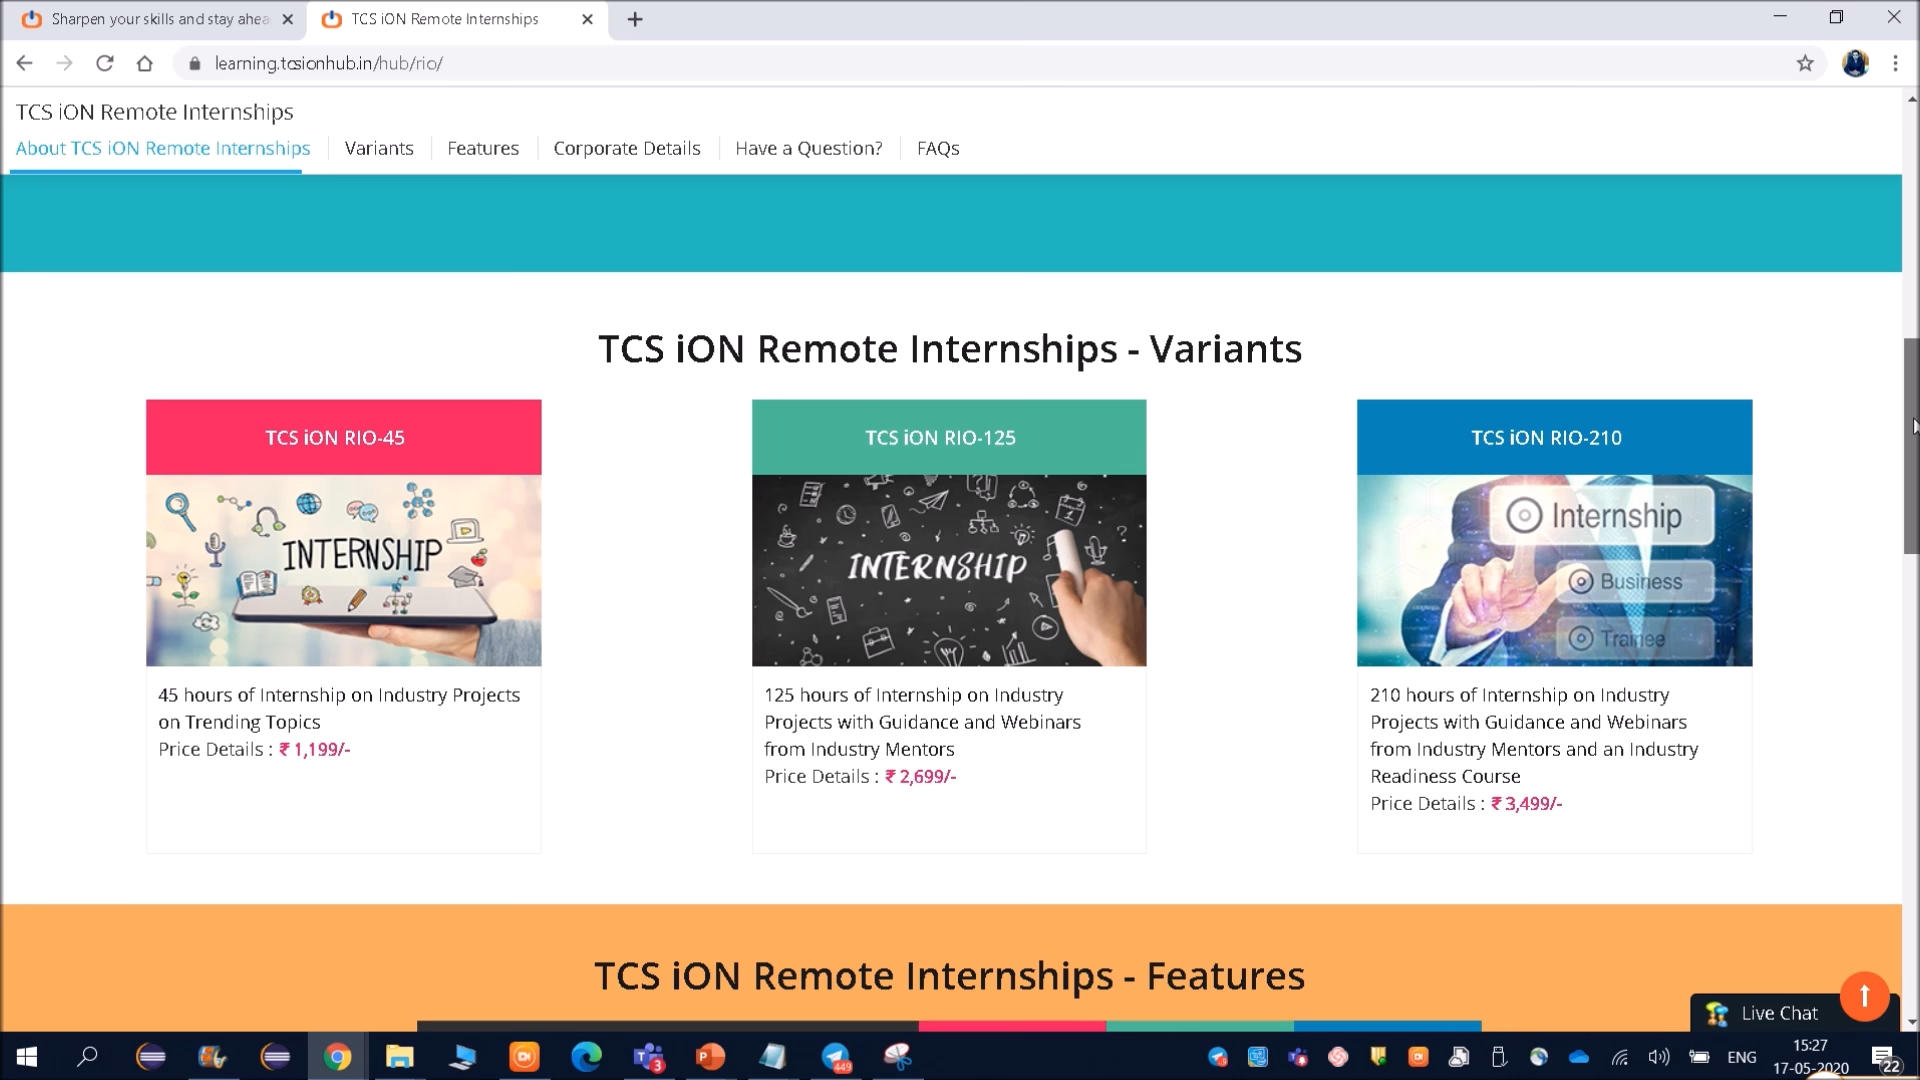 Sharpen your skills and stay ahea
TCS iON Remote Internships
learning.tcsionhub.in/hub/rio/
TCS iON Remote Internships
About TCS iON Remote Internships
Variants
Features
Corporate Details
Have a Question?
FAQs
TCS iON Remote Internships - Variants
TCS iON RIO-45
INTERNSHIP
45 hours of Internship on Industry Projects
on Trending Topics
Price Details : ₹ 1,199/-
TCS iON RIO-125
INTERNSHIP
125 hours of Internship on Industry
Projects with Guidance and Webinars
from Industry Mentors
Price Details : ₹ 2,699/-
TCS iON RIO-210
Internship
Business
Trainee
210 hours of Internship on Industry
Projects with Guidance and Webinars
from Industry Mentors and an Industry
Readiness Course
Price Details : ₹ 3,499/-
TCS iON Remote Internships - Features
Live Chat
3
449
ENG
15:27
17-05-2020
22